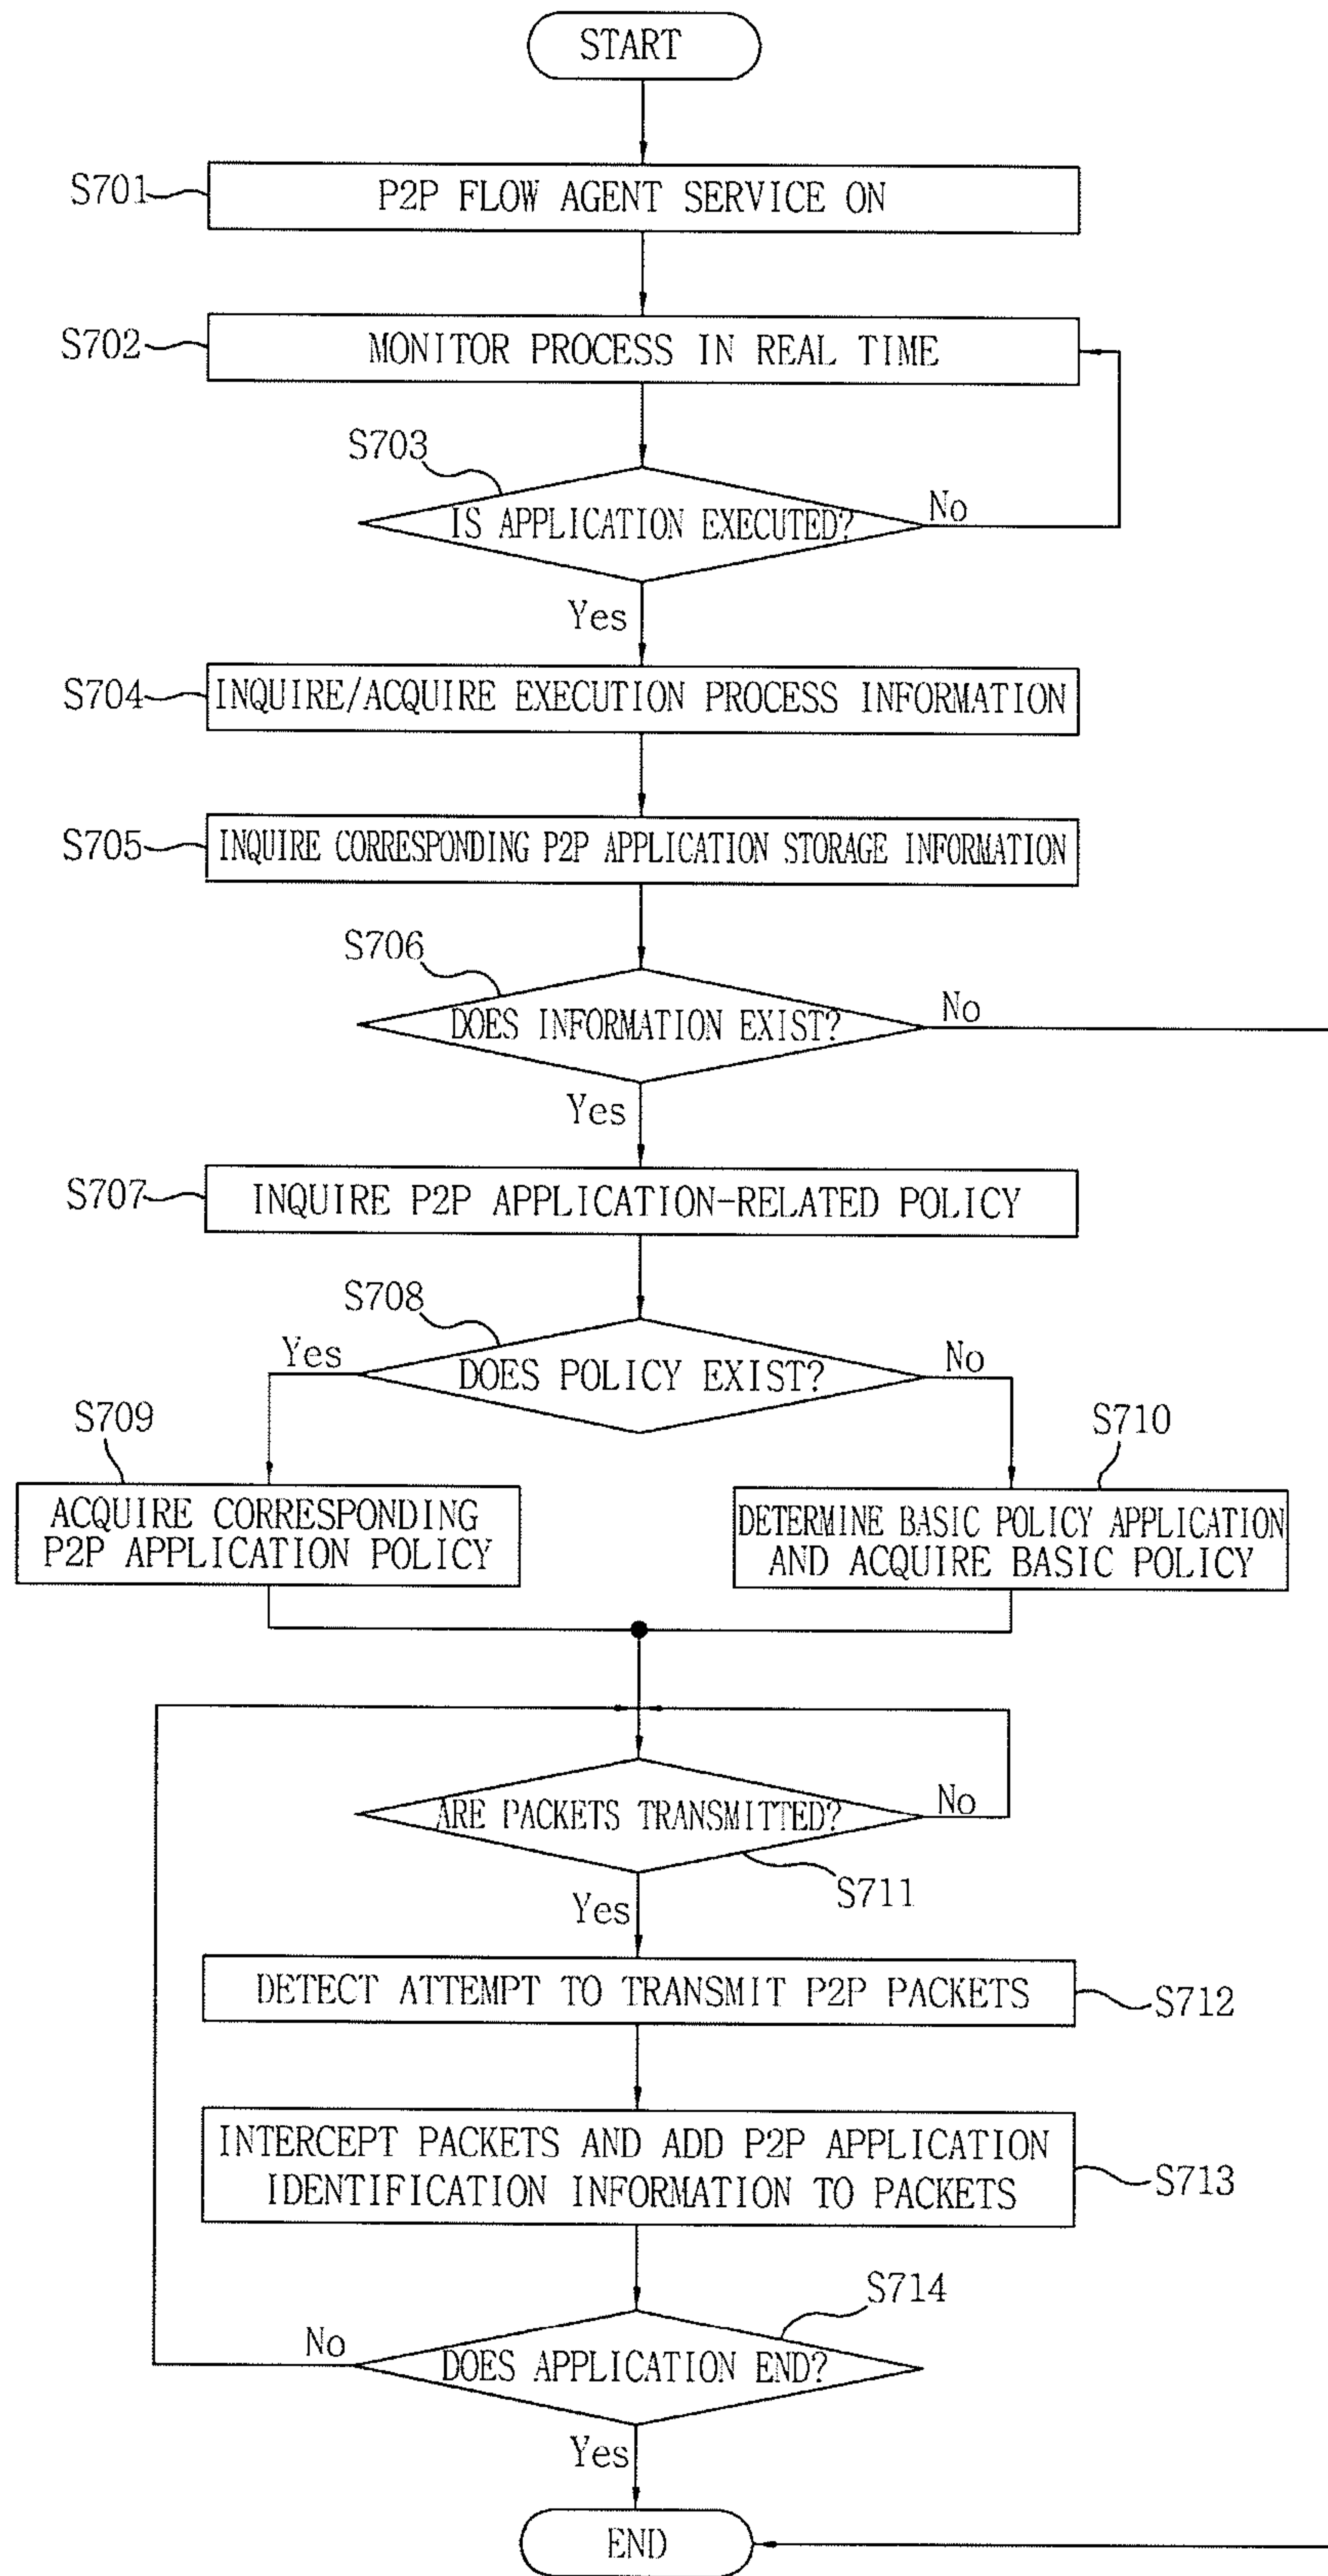 START
S701
P2P FLOW AGENT SERVICE ON
S702
MONITOR PROCESS IN REAL TIME
S703
IS APPLICATION EXECUTED?
No
Yes
S704
INQUIRE/ACQUIRE EXECUTION PROCESS INFORMATION
S705
INQUIRE CORRESPONDING P2P APPLICATION STORAGE INFORMATION
S706
DOES INFORMATION EXIST?
No
Yes
S707
INQUIRE P2P APPLICATION-RELATED POLICY
S708
Yes
DOES POLICY EXIST?
No
S709
ACQUIRE CORRESPONDING
P2P APPLICATION POLICY
S710
DETERMINE BASIC POLICY APPLICATION
AND ACQUIRE BASIC POLICY
ARE PACKETS TRANSMITTED?
No
S711
Yes
DETECT ATTEMPT TO TRANSMIT P2P PACKETS
S712
INTERCEPT PACKETS AND ADD P2P APPLICATION
IDENTIFICATION INFORMATION TO PACKETS
S713
S714
No
DOES APPLICATION END?
Yes
END